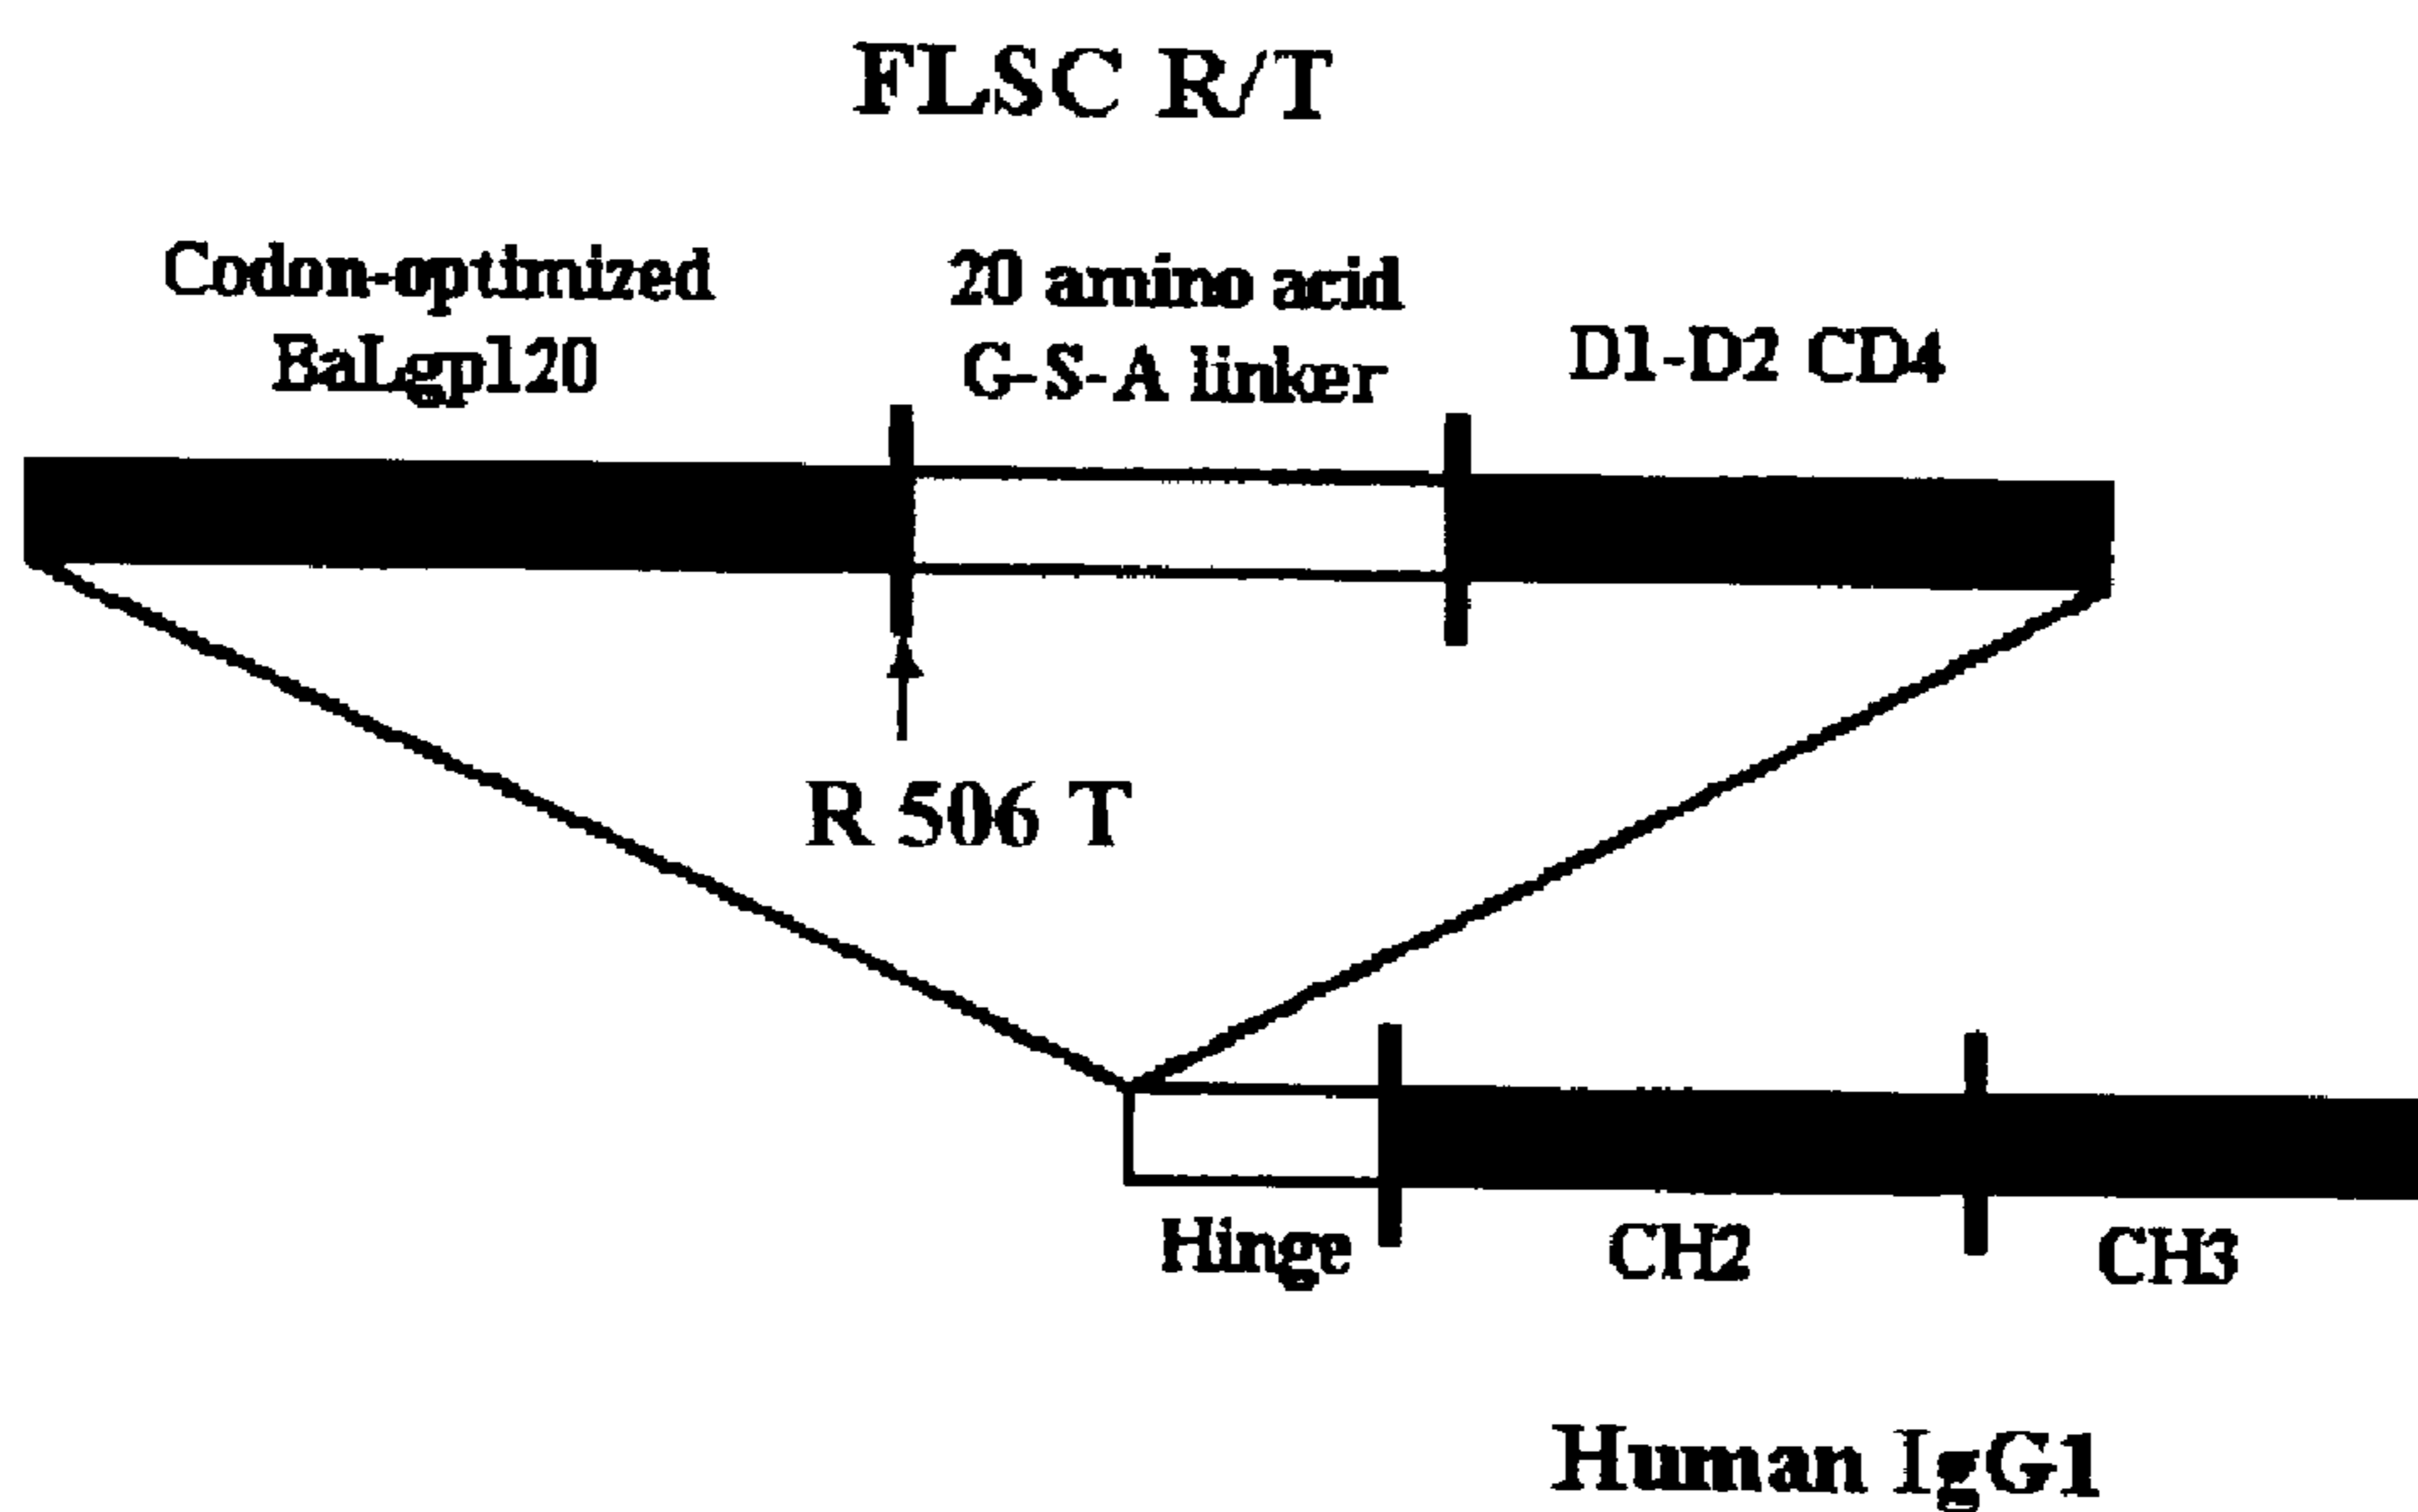 FLSC R/T
Codon-optimized
BaLgp120
20 amino acid
G-S-A linker
D1-D2 CD4
R 506 T
Hinge
CH2
CH3
Human IgG1